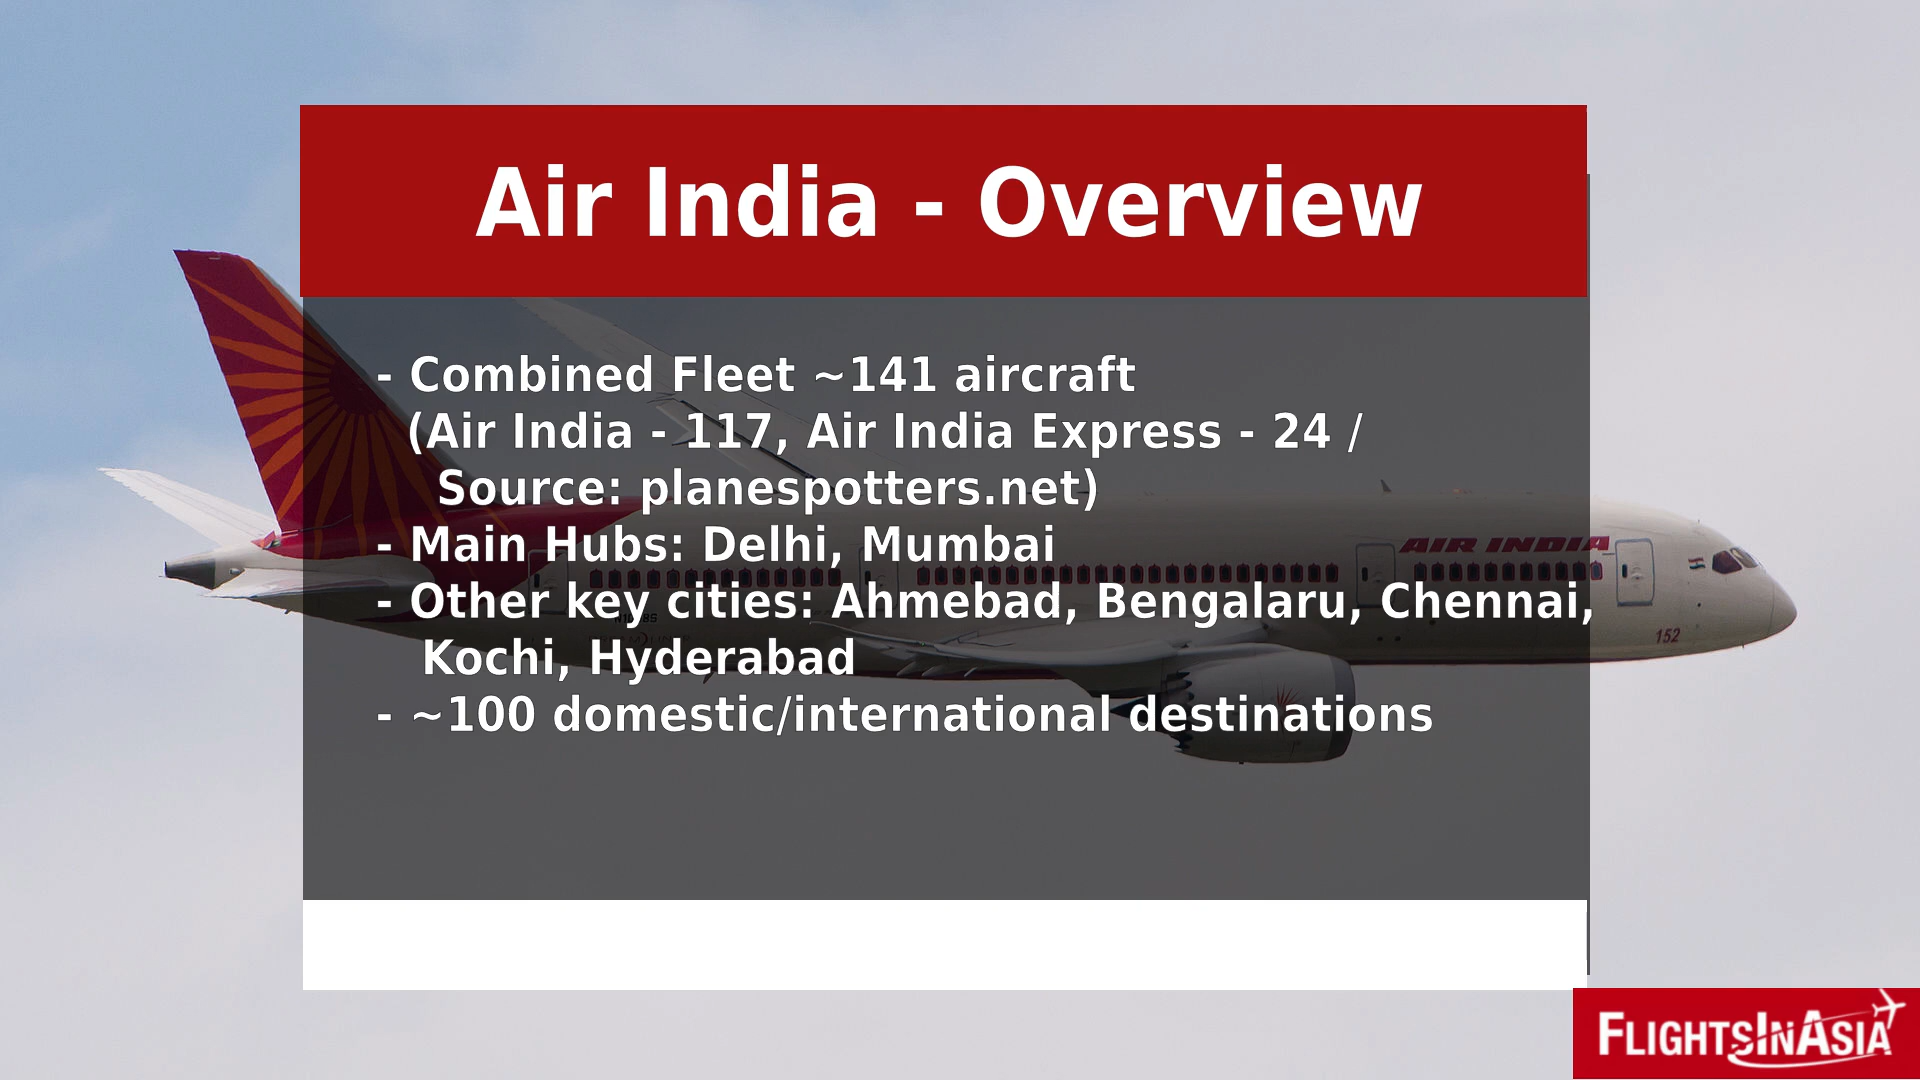 Air India - Overview
- Combined Fleet ~141 aircraft
(Air India - 117, Air India Express - 24 /
Source: planespotters.net)
- Main Hubs: Delhi, Mumbai
AIR INDIA
- Other key cities: Ahmebad, Bengalaru, Chennai,
152
Kochi, Hyderabad
- ~100 domestic/international destinations
FLIGHTSINASIA